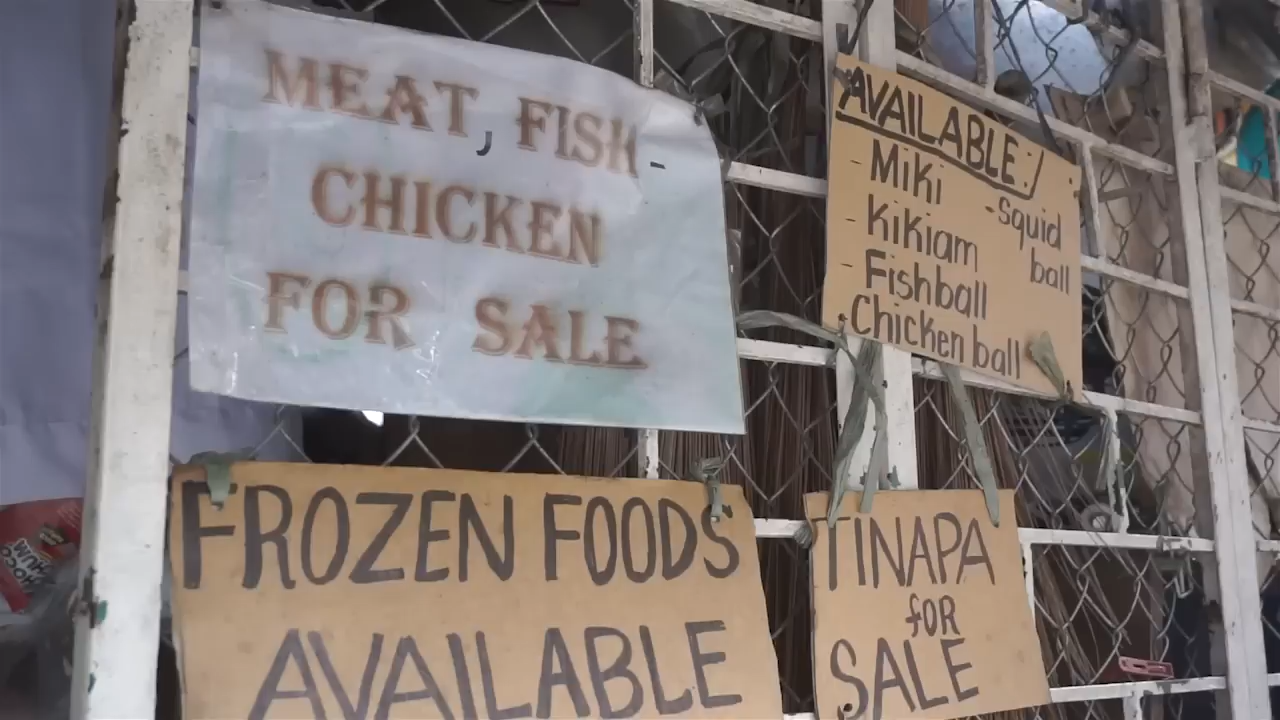 MEAT, FISH -
CHICKEN
FOR SALE
AVAILABLE:
- Miki
- Kikiam
- Fishball
- Chicken ball
- squid
ball
FROZEN FOODS
AVAILABLE
TINAPA
foR
SALE